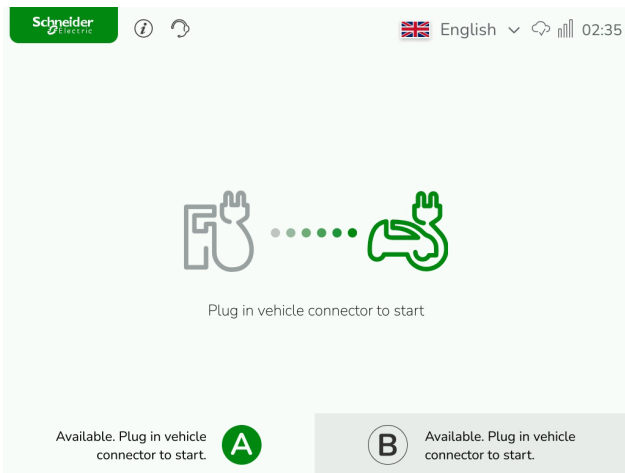 Schneider
Electric
i
English
02:35
Plug in vehicle connector to start
Available. Plug in vehicle
connector to start.
A
B
Available. Plug in vehicle
connector to start.